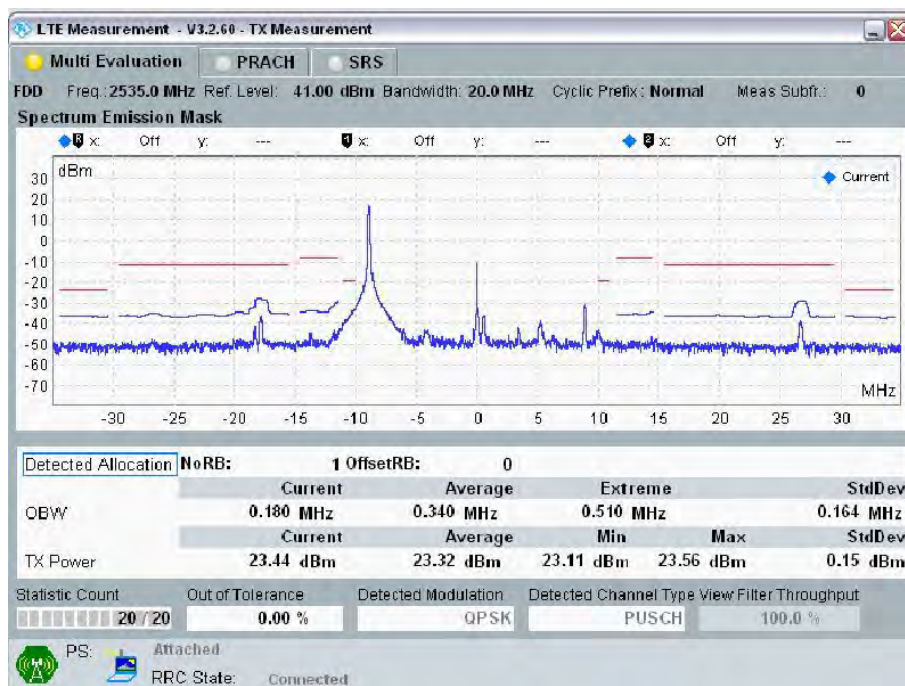 LTE Measurement - V3.2.60 - TX Measurement
Multi Evaluation PRACH SRS
FDD Freq.: 2535.0 MHz Ref. Level: 41.00 dBm Bandwidth: 20.0 MHz Cyclic Prefix: Normal Meas Subfr.: 0
Spectrum Emission Mask
R x: Off y: --- 1 x: Off y: --- 2 x: Off y: ---
dBm
Current
30
20
10
0
-10
-20
-30
-40
-50
-60
-70
MHz
-30 -25 -20 -15 -10 -5 0 5 10 15 20 25 30
Detected Allocation NoRB: 1 OffsetRB: 0
Current Average Extreme StdDev
OBW 0.180 MHz 0.340 MHz 0.510 MHz 0.164 MHz
Current Average Min Max StdDev
TX Power 23.44 dBm 23.32 dBm 23.11 dBm 23.56 dBm 0.15 dBm
Statistic Count Out of Tolerance Detected Modulation Detected Channel Type View Filter Throughput
20 / 20 0.00 % QPSK PUSCH 100.0 %
PS: Attached
RRC State: Connected